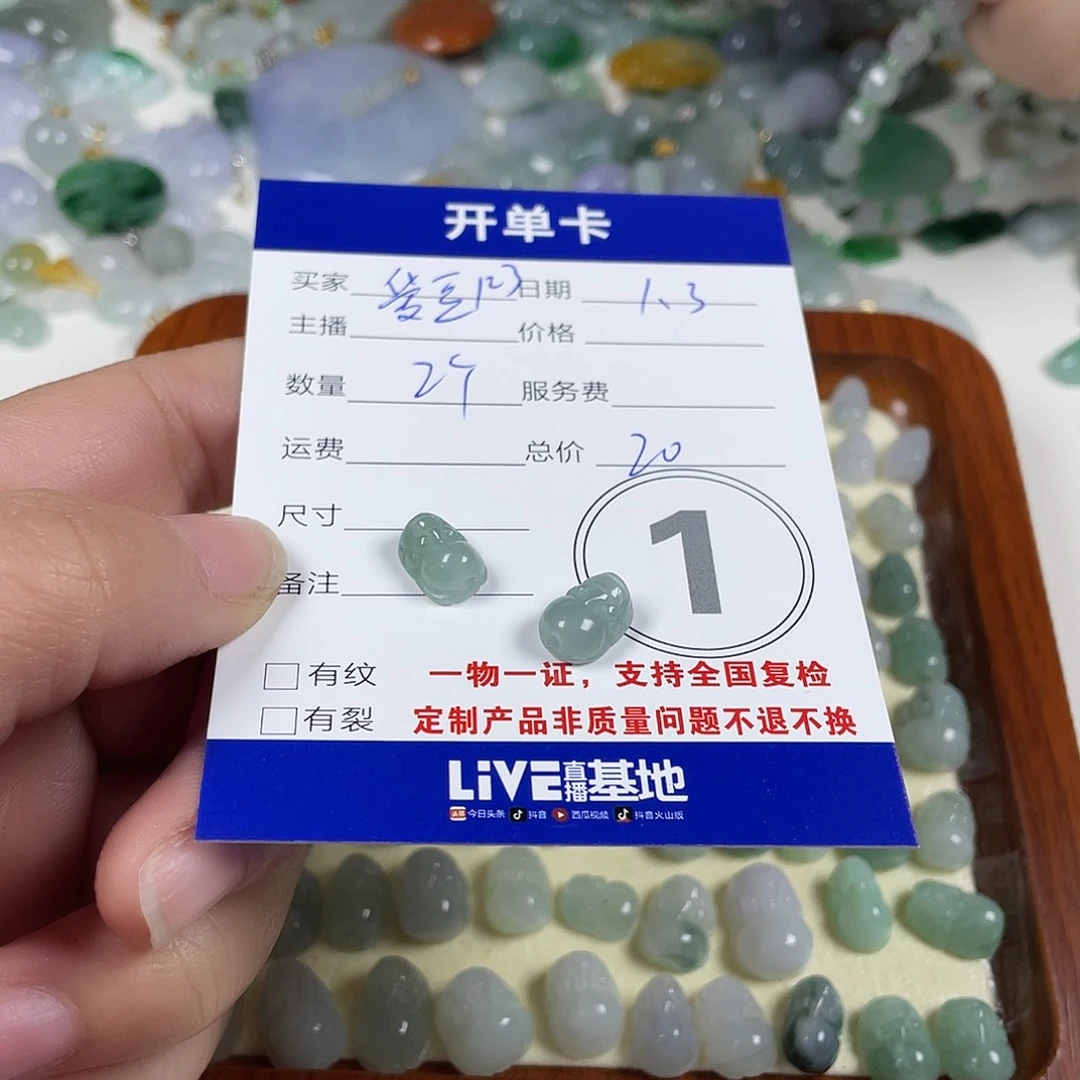 开单卡
买家 日期 1.3
主播 价格
数量 2个 服务费
运费 总价 20
尺寸
1
备注
有纹 一物一证，支持全国复检
有裂 定制产品非质量问题不退不换
LiVE直播基地
头条 今日头条 抖音 西瓜视频 抖音火山版